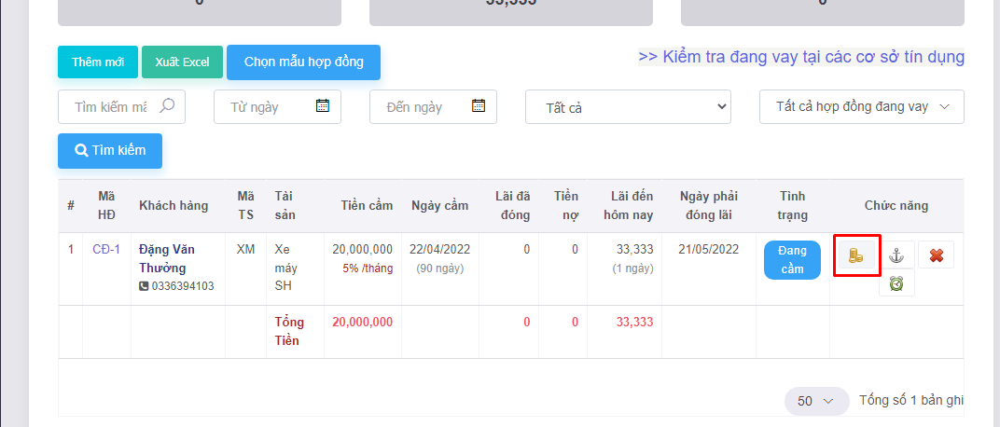 0 33,333 0
Thêm mới Xuất Excel Chọn mẫu hợp đồng >> Kiểm tra đang vay tại các cơ sở tín dụng
Tìm kiếm mã Từ ngày Đến ngày Tất cả Tất cả hợp đồng đang vay
Tìm kiếm
# Mã HĐ Khách hàng Mã TS Tài sản Tiền cầm Ngày cầm Lãi đã đóng Tiền nợ Lãi đến hôm nay Ngày phải đóng lãi Tình trạng Chức năng
1 CĐ-1 Đặng Văn Thưởng 0336394103 XM Xe máy SH 20,000,000 5% /tháng 22/04/2022 (90 ngày) 0 0 33,333 (1 ngày) 21/05/2022 Đang cầm
Tổng Tiền 20,000,000 0 0 33,333
50 Tổng số 1 bản ghi